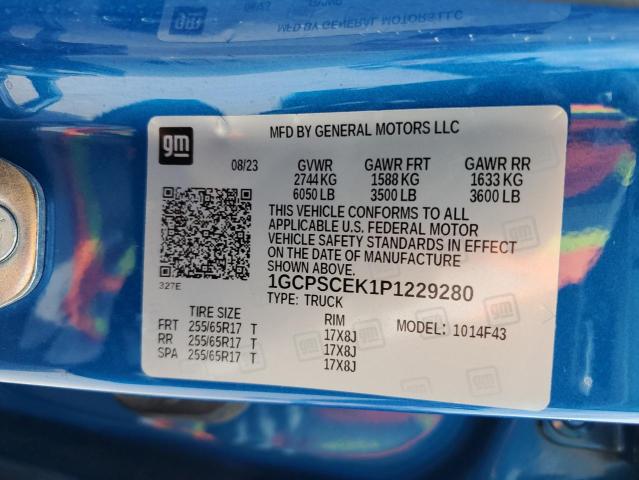 gm
MFD BY GENERAL MOTORS LLC
08/23 GVWR GAWR FRT GAWR RR
2744 KG 1588 KG 1633 KG
6050 LB 3500 LB 3600 LB
THIS VEHICLE CONFORMS TO ALL
APPLICABLE U.S. FEDERAL MOTOR
VEHICLE SAFETY STANDARDS IN EFFECT
ON THE DATE OF MANUFACTURE
SHOWN ABOVE.
327E
1GCPSCEK1P1229280
TYPE: TRUCK
TIRE SIZE RIM MODEL: 1014F43
FRT 255/65R17 T 17X8J
RR 255/65R17 T 17X8J
SPA 255/65R17 T 17X8J